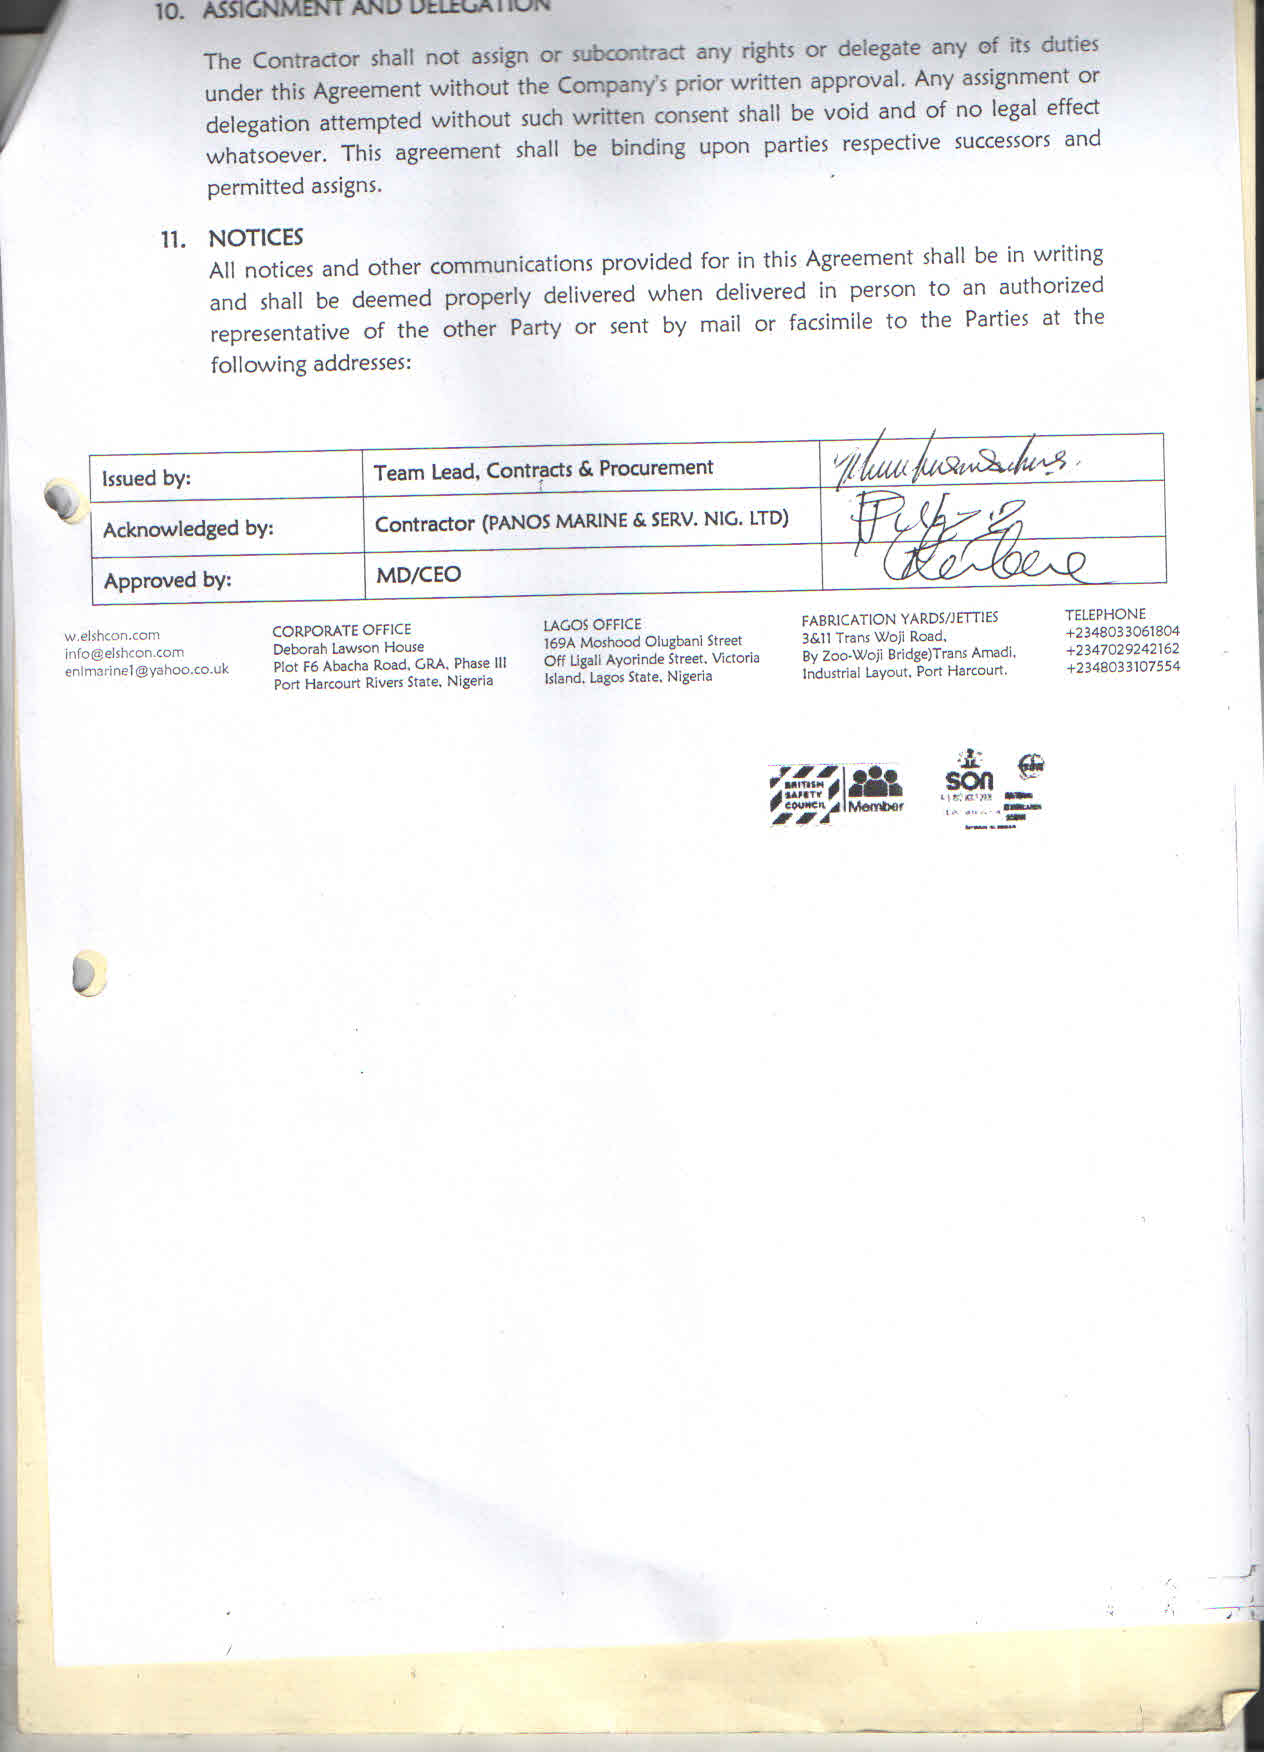 10. ASSIGNMENT AND DELEGATION
The Contractor shall not assign or subcontract any rights or delegate any of its duties
under this Agreement without the Company's prior written approval. Any assignment or
delegation attempted without such written consent shall be void and of no legal effect
whatsoever. This agreement shall be binding upon parties respective successors and
permitted assigns.
11. NOTICES
All notices and other communications provided for in this Agreement shall be in writing
and shall be deemed properly delivered when delivered in person to an authorized
representative of the other Party or sent by mail or facsimile to the Parties at the
following addresses:
Issued by: Team Lead, Contracts & Procurement
Acknowledged by: Contractor (PANOS MARINE & SERV. NIG. LTD)
Approved by: MD/CEO
w.elshcon.com
info@elshcon.com
enlmarine1@yahoo.co.uk
CORPORATE OFFICE
Deborah Lawson House
Plot F6 Abacha Road, GRA, Phase III
Port Harcourt Rivers State, Nigeria
LAGOS OFFICE
169A Moshood Olugbani Street
Off Ligali Ayorinde Street, Victoria
Island, Lagos State, Nigeria
FABRICATION YARDS/JETTIES
3&11 Trans Woji Road,
By Zoo-Woji Bridge)Trans Amadi,
Industrial Layout, Port Harcourt.
TELEPHONE
+2348033061804
+2347029242162
+2348033107554
BRITISH
SAFETY
COUNCIL
Member
SON